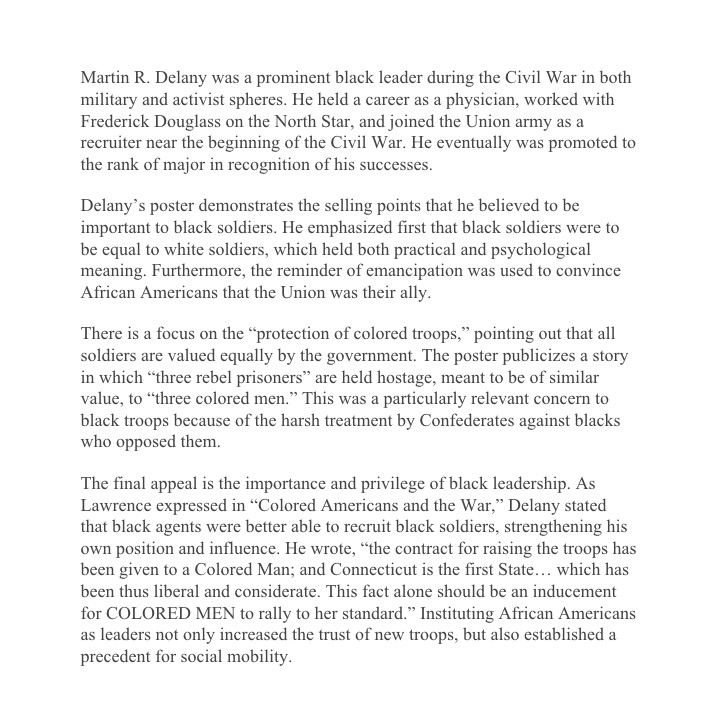 Martin R. Delany was a prominent black leader during the Civil War in both
military and activist spheres. He held a career as a physician, worked with
Frederick Douglass on the North Star, and joined the Union army as a
recruiter near the beginning of the Civil War. He eventually was promoted to
the rank of major in recognition of his successes.
Delany’s poster demonstrates the selling points that he believed to be
important to black soldiers. He emphasized first that black soldiers were to
be equal to white soldiers, which held both practical and psychological
meaning. Furthermore, the reminder of emancipation was used to convince
African Americans that the Union was their ally.
There is a focus on the “protection of colored troops,” pointing out that all
soldiers are valued equally by the government. The poster publicizes a story
in which “three rebel prisoners” are held hostage, meant to be of similar
value, to “three colored men.” This was a particularly relevant concern to
black troops because of the harsh treatment by Confederates against blacks
who opposed them.
The final appeal is the importance and privilege of black leadership. As
Lawrence expressed in “Colored Americans and the War,” Delany stated
that black agents were better able to recruit black soldiers, strengthening his
own position and influence. He wrote, “the contract for raising the troops has
been given to a Colored Man; and Connecticut is the first State… which has
been thus liberal and considerate. This fact alone should be an inducement
for COLORED MEN to rally to her standard.” Instituting African Americans
as leaders not only increased the trust of new troops, but also established a
precedent for social mobility.